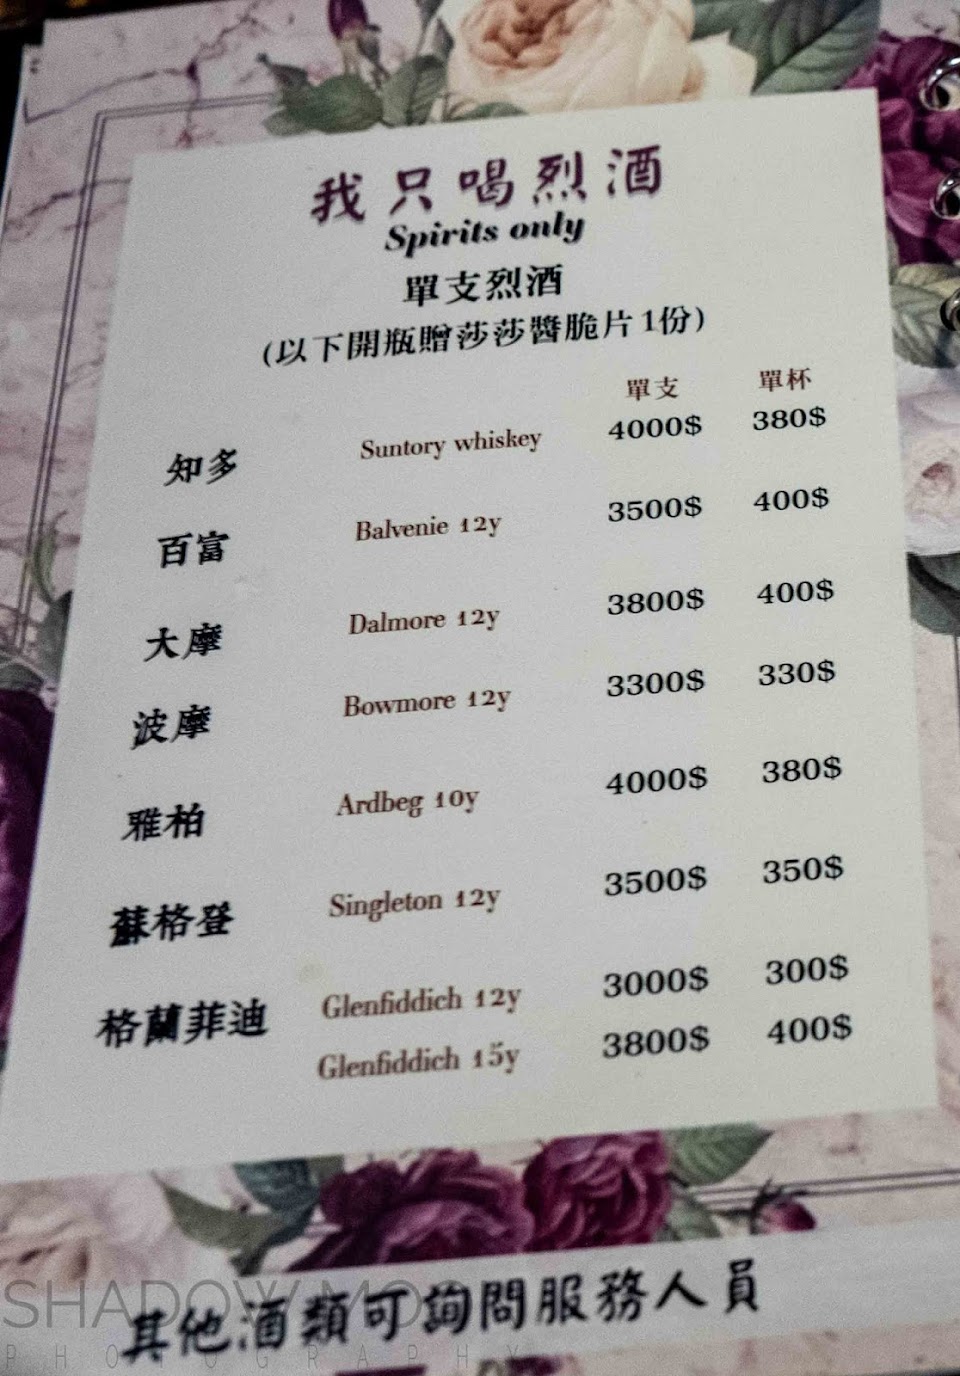 我只喝烈酒
Spirits only
單支烈酒
(以下開瓶贈莎莎醬脆片1份)
單支 單杯
知多 Suntory whiskey 4000$ 380$
百富 Balvenie 12y 3500$ 400$
大摩 Dalmore 12y 3800$ 400$
波摩 Bowmore 12y 3300$ 330$
雅柏 Ardbeg 10y 4000$ 380$
蘇格登 Singleton 12y 3500$ 350$
格蘭菲迪 Glenfiddich 12y 3000$ 300$
Glenfiddich 15y 3800$ 400$
其他酒類可詢問服務人員
SHADOW
PHOTOGRAPHY